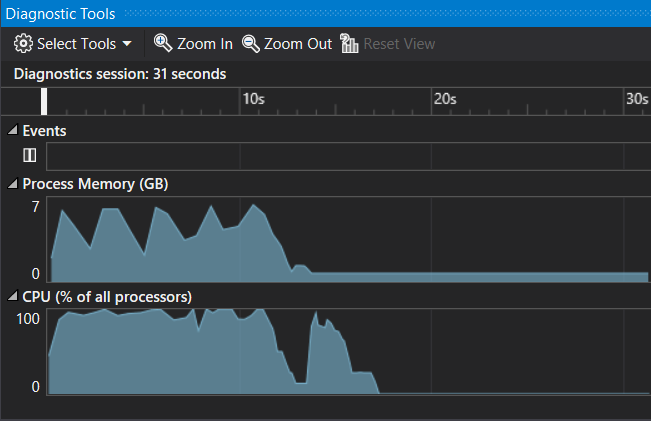 Diagnostic Tools
Select Tools Zoom In Zoom Out Reset View
Diagnostics session: 31 seconds
10s 20s 30s
Events
Process Memory (GB)
7
0
CPU (% of all processors)
100
0